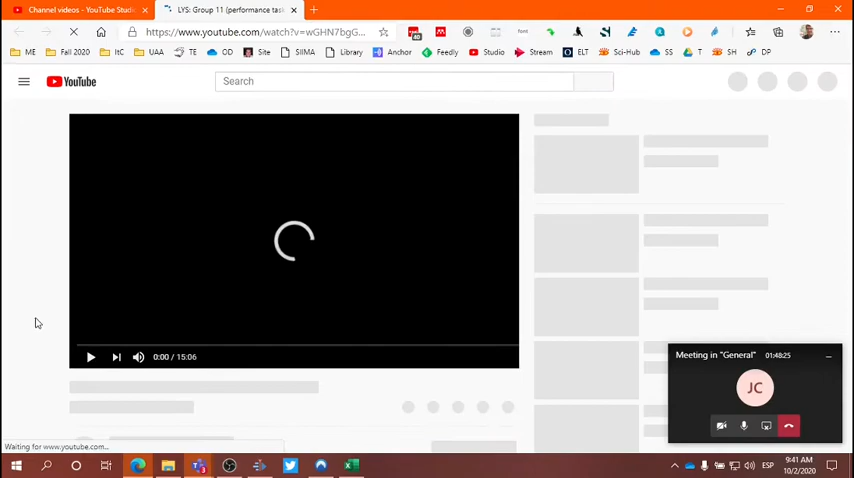 Channel videos - YouTube Studio
LYS: Group 11 (performance task
https://www.youtube.com/watch?v=wGHN7bgG...
ME
Fall 2020
ItC
UAA
TE
OD
Site
SIIMA
Library
Anchor
Feedly
Studio
Stream
ELT
Sci-Hub
SS
T
SH
DP
YouTube
Search
0:00 / 15:06
Meeting in "General"
01:48:25
JC
Waiting for www.youtube.com...
ESP
9:41 AM
10/2/2020